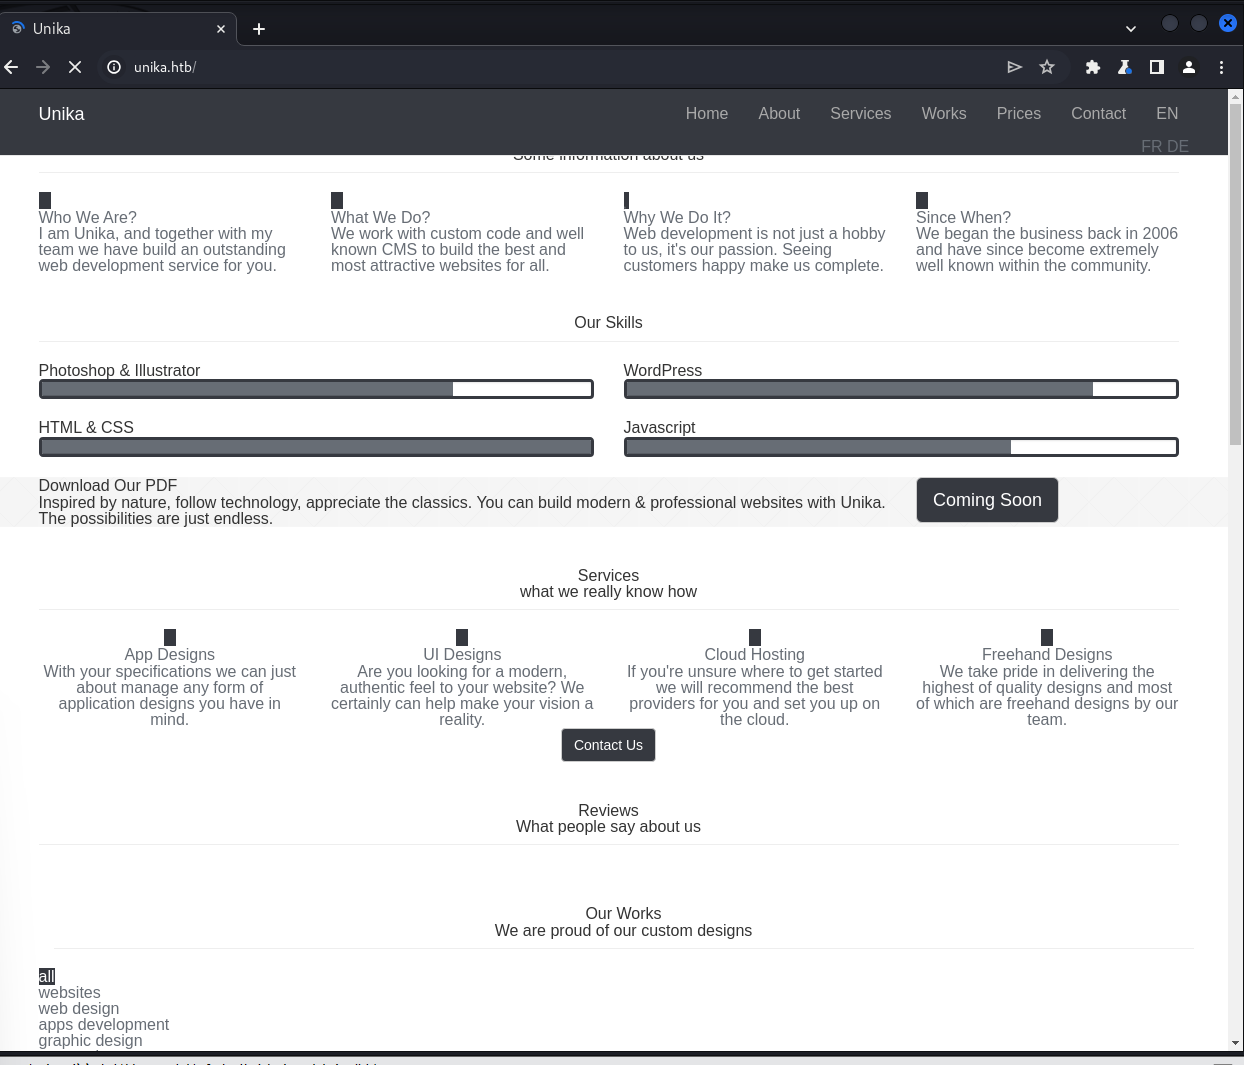 Unika
unika.htb/
Unika
Home About Services Works Prices Contact EN
FR DE
Some information about us
Who We Are?
I am Unika, and together with my
team we have build an outstanding
web development service for you.
What We Do?
We work with custom code and well
known CMS to build the best and
most attractive websites for all.
Why We Do It?
Web development is not just a hobby
to us, it's our passion. Seeing
customers happy make us complete.
Since When?
We began the business back in 2006
and have since become extremely
well known within the community.
Our Skills
Photoshop & Illustrator
WordPress
HTML & CSS
Javascript
Download Our PDF
Inspired by nature, follow technology, appreciate the classics. You can build modern & professional websites with Unika.
The possibilities are just endless.
Coming Soon
Services
what we really know how
App Designs
With your specifications we can just
about manage any form of
application designs you have in
mind.
UI Designs
Are you looking for a modern,
authentic feel to your website? We
certainly can help make your vision a
reality.
Cloud Hosting
If you're unsure where to get started
we will recommend the best
providers for you and set you up on
the cloud.
Freehand Designs
We take pride in delivering the
highest of quality designs and most
of which are freehand designs by our
team.
Contact Us
Reviews
What people say about us
Our Works
We are proud of our custom designs
all
websites
web design
apps development
graphic design